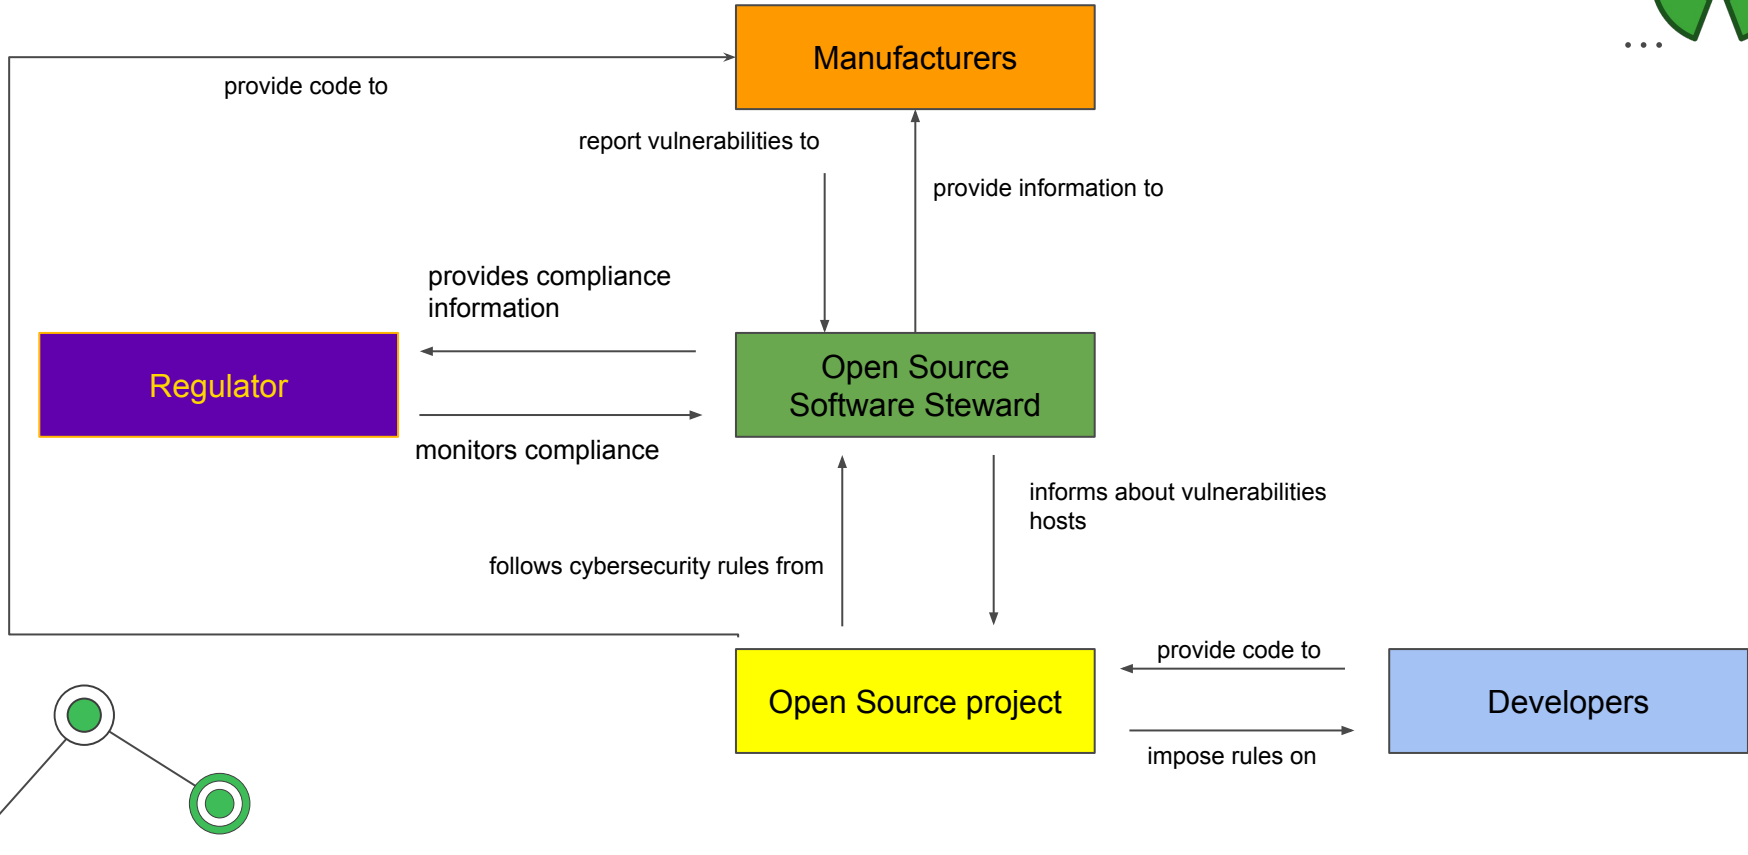 Manufacturers
...
provide code to
report vulnerabilities to
provide information to
provides compliance
information
Regulator
Open Source
Software Steward
monitors compliance
informs about vulnerabilities
hosts
follows cybersecurity rules from
provide code to
Open Source project
Developers
impose rules on